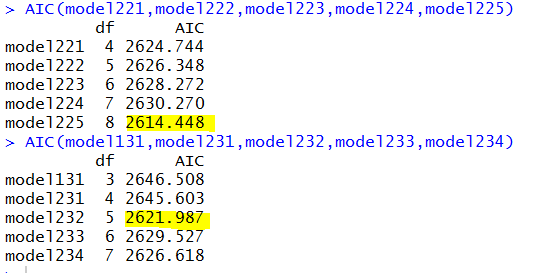 > AIC(model221,model222,model223,model224,model225)
df AIC
model221 4 2624.744
model222 5 2626.348
model223 6 2628.272
model224 7 2630.270
model225 8 2614.448
> AIC(model131,model231,model232,model233,model234)
df AIC
model131 3 2646.508
model231 4 2645.603
model232 5 2621.987
model233 6 2629.527
model234 7 2626.618